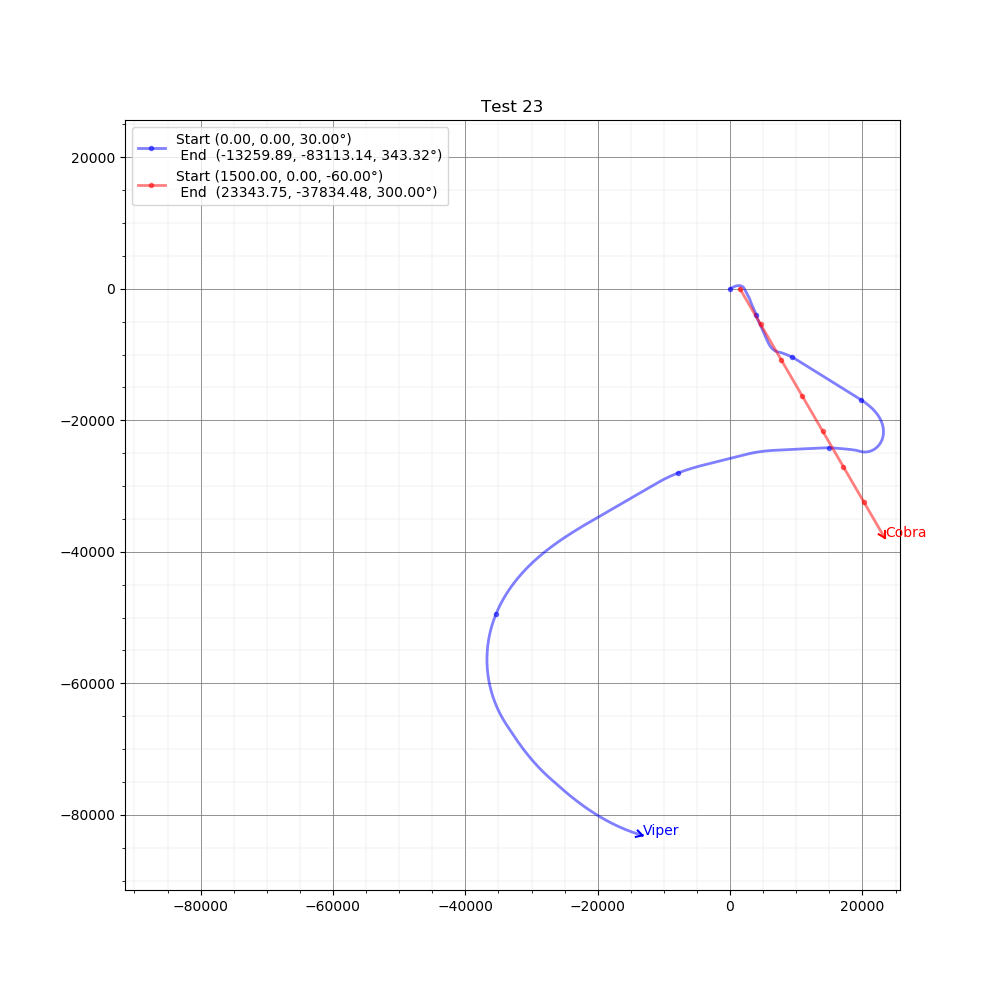 Test 23
Start (0.00, 0.00, 30.00°)
End (-13259.89, -83113.14, 343.32°)
Start (1500.00, 0.00, -60.00°)
End (23343.75, -37834.48, 300.00°)
20000
0
−20000
−40000
−60000
−80000
Cobra
Viper
−80000 −60000 −40000 −20000 0 20000